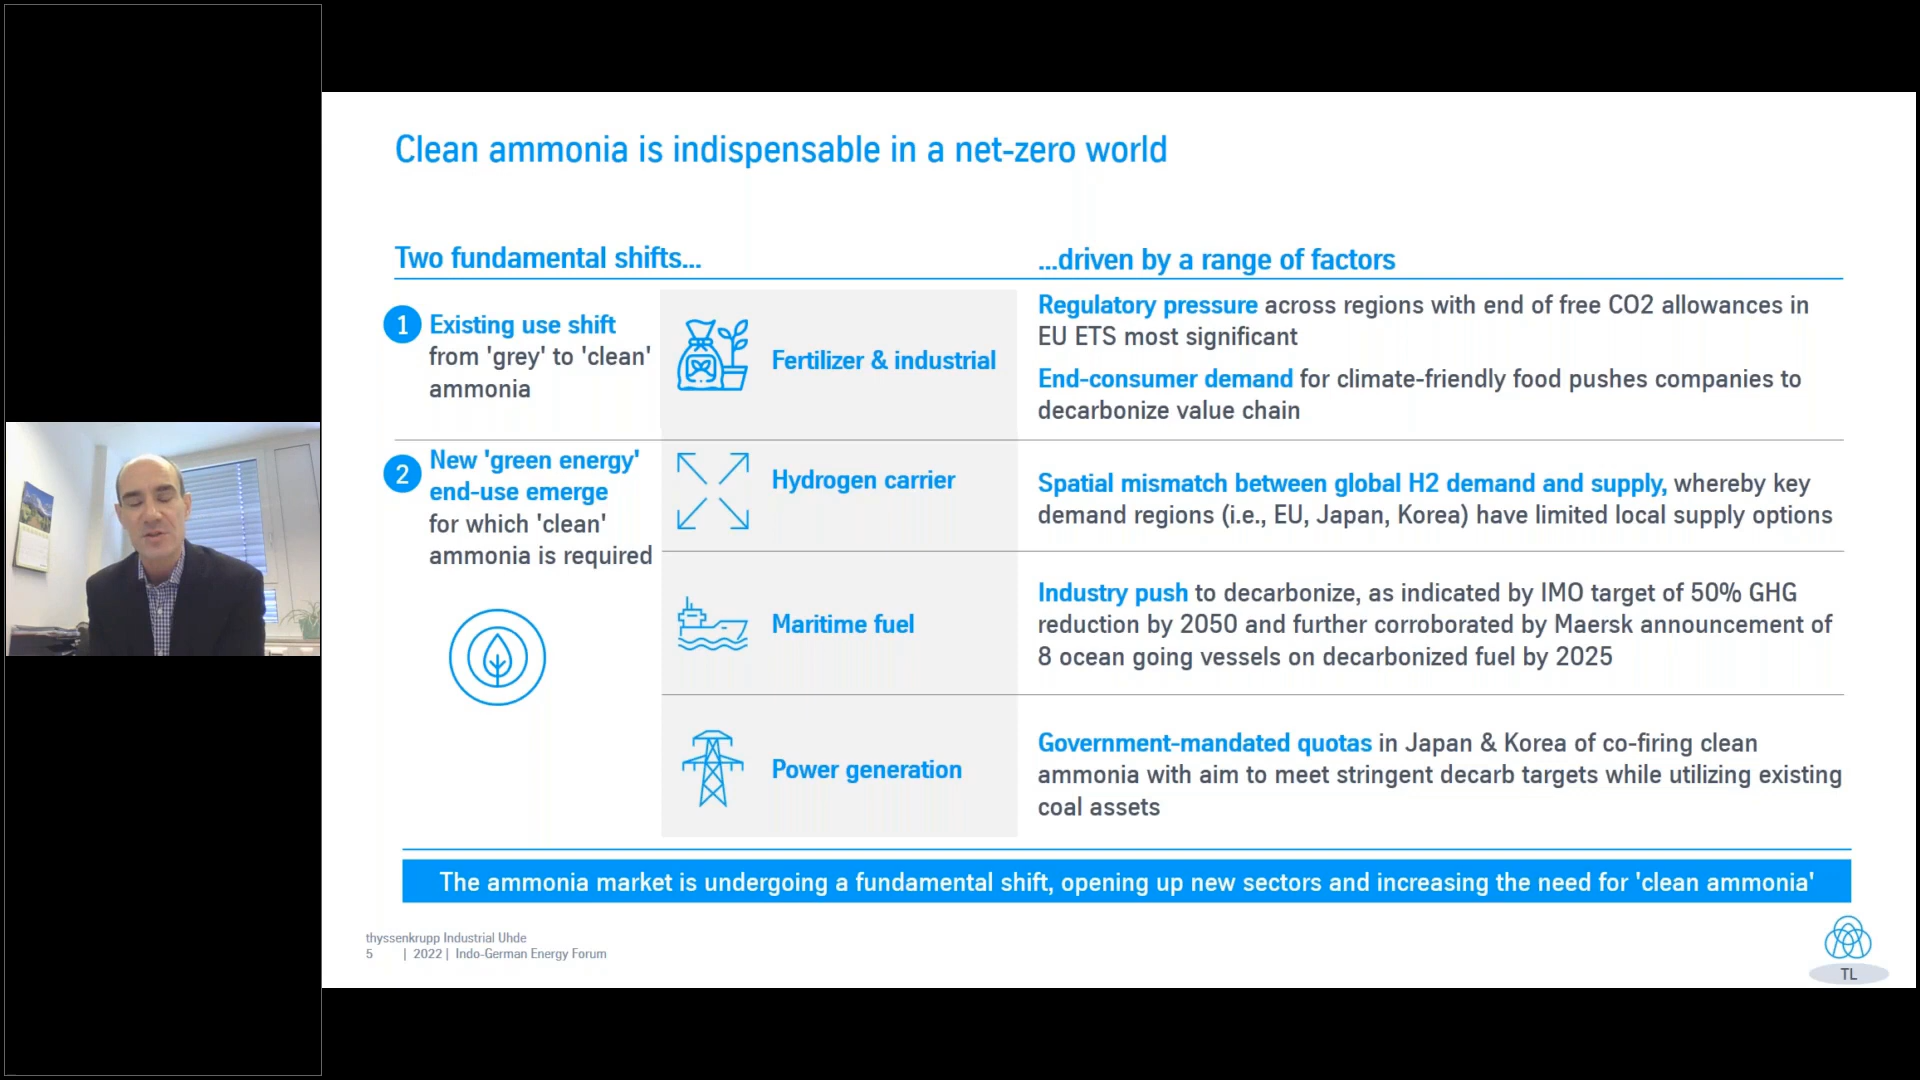 Clean ammonia is indispensable in a net-zero world
Two fundamental shifts...
...driven by a range of factors
1
Existing use shift
from 'grey' to 'clean'
ammonia
Fertilizer & industrial
Regulatory pressure across regions with end of free CO2 allowances in
EU ETS most significant
End-consumer demand for climate-friendly food pushes companies to
decarbonize value chain
2
New 'green energy'
end-use emerge
for which 'clean'
ammonia is required
Hydrogen carrier
Spatial mismatch between global H2 demand and supply, whereby key
demand regions (i.e., EU, Japan, Korea) have limited local supply options
Maritime fuel
Industry push to decarbonize, as indicated by IMO target of 50% GHG
reduction by 2050 and further corroborated by Maersk announcement of
8 ocean going vessels on decarbonized fuel by 2025
Power generation
Government-mandated quotas in Japan & Korea of co-firing clean
ammonia with aim to meet stringent decarb targets while utilizing existing
coal assets
The ammonia market is undergoing a fundamental shift, opening up new sectors and increasing the need for 'clean ammonia'
thyssenkrupp Industrial Uhde
5 | 2022 | Indo-German Energy Forum
TL